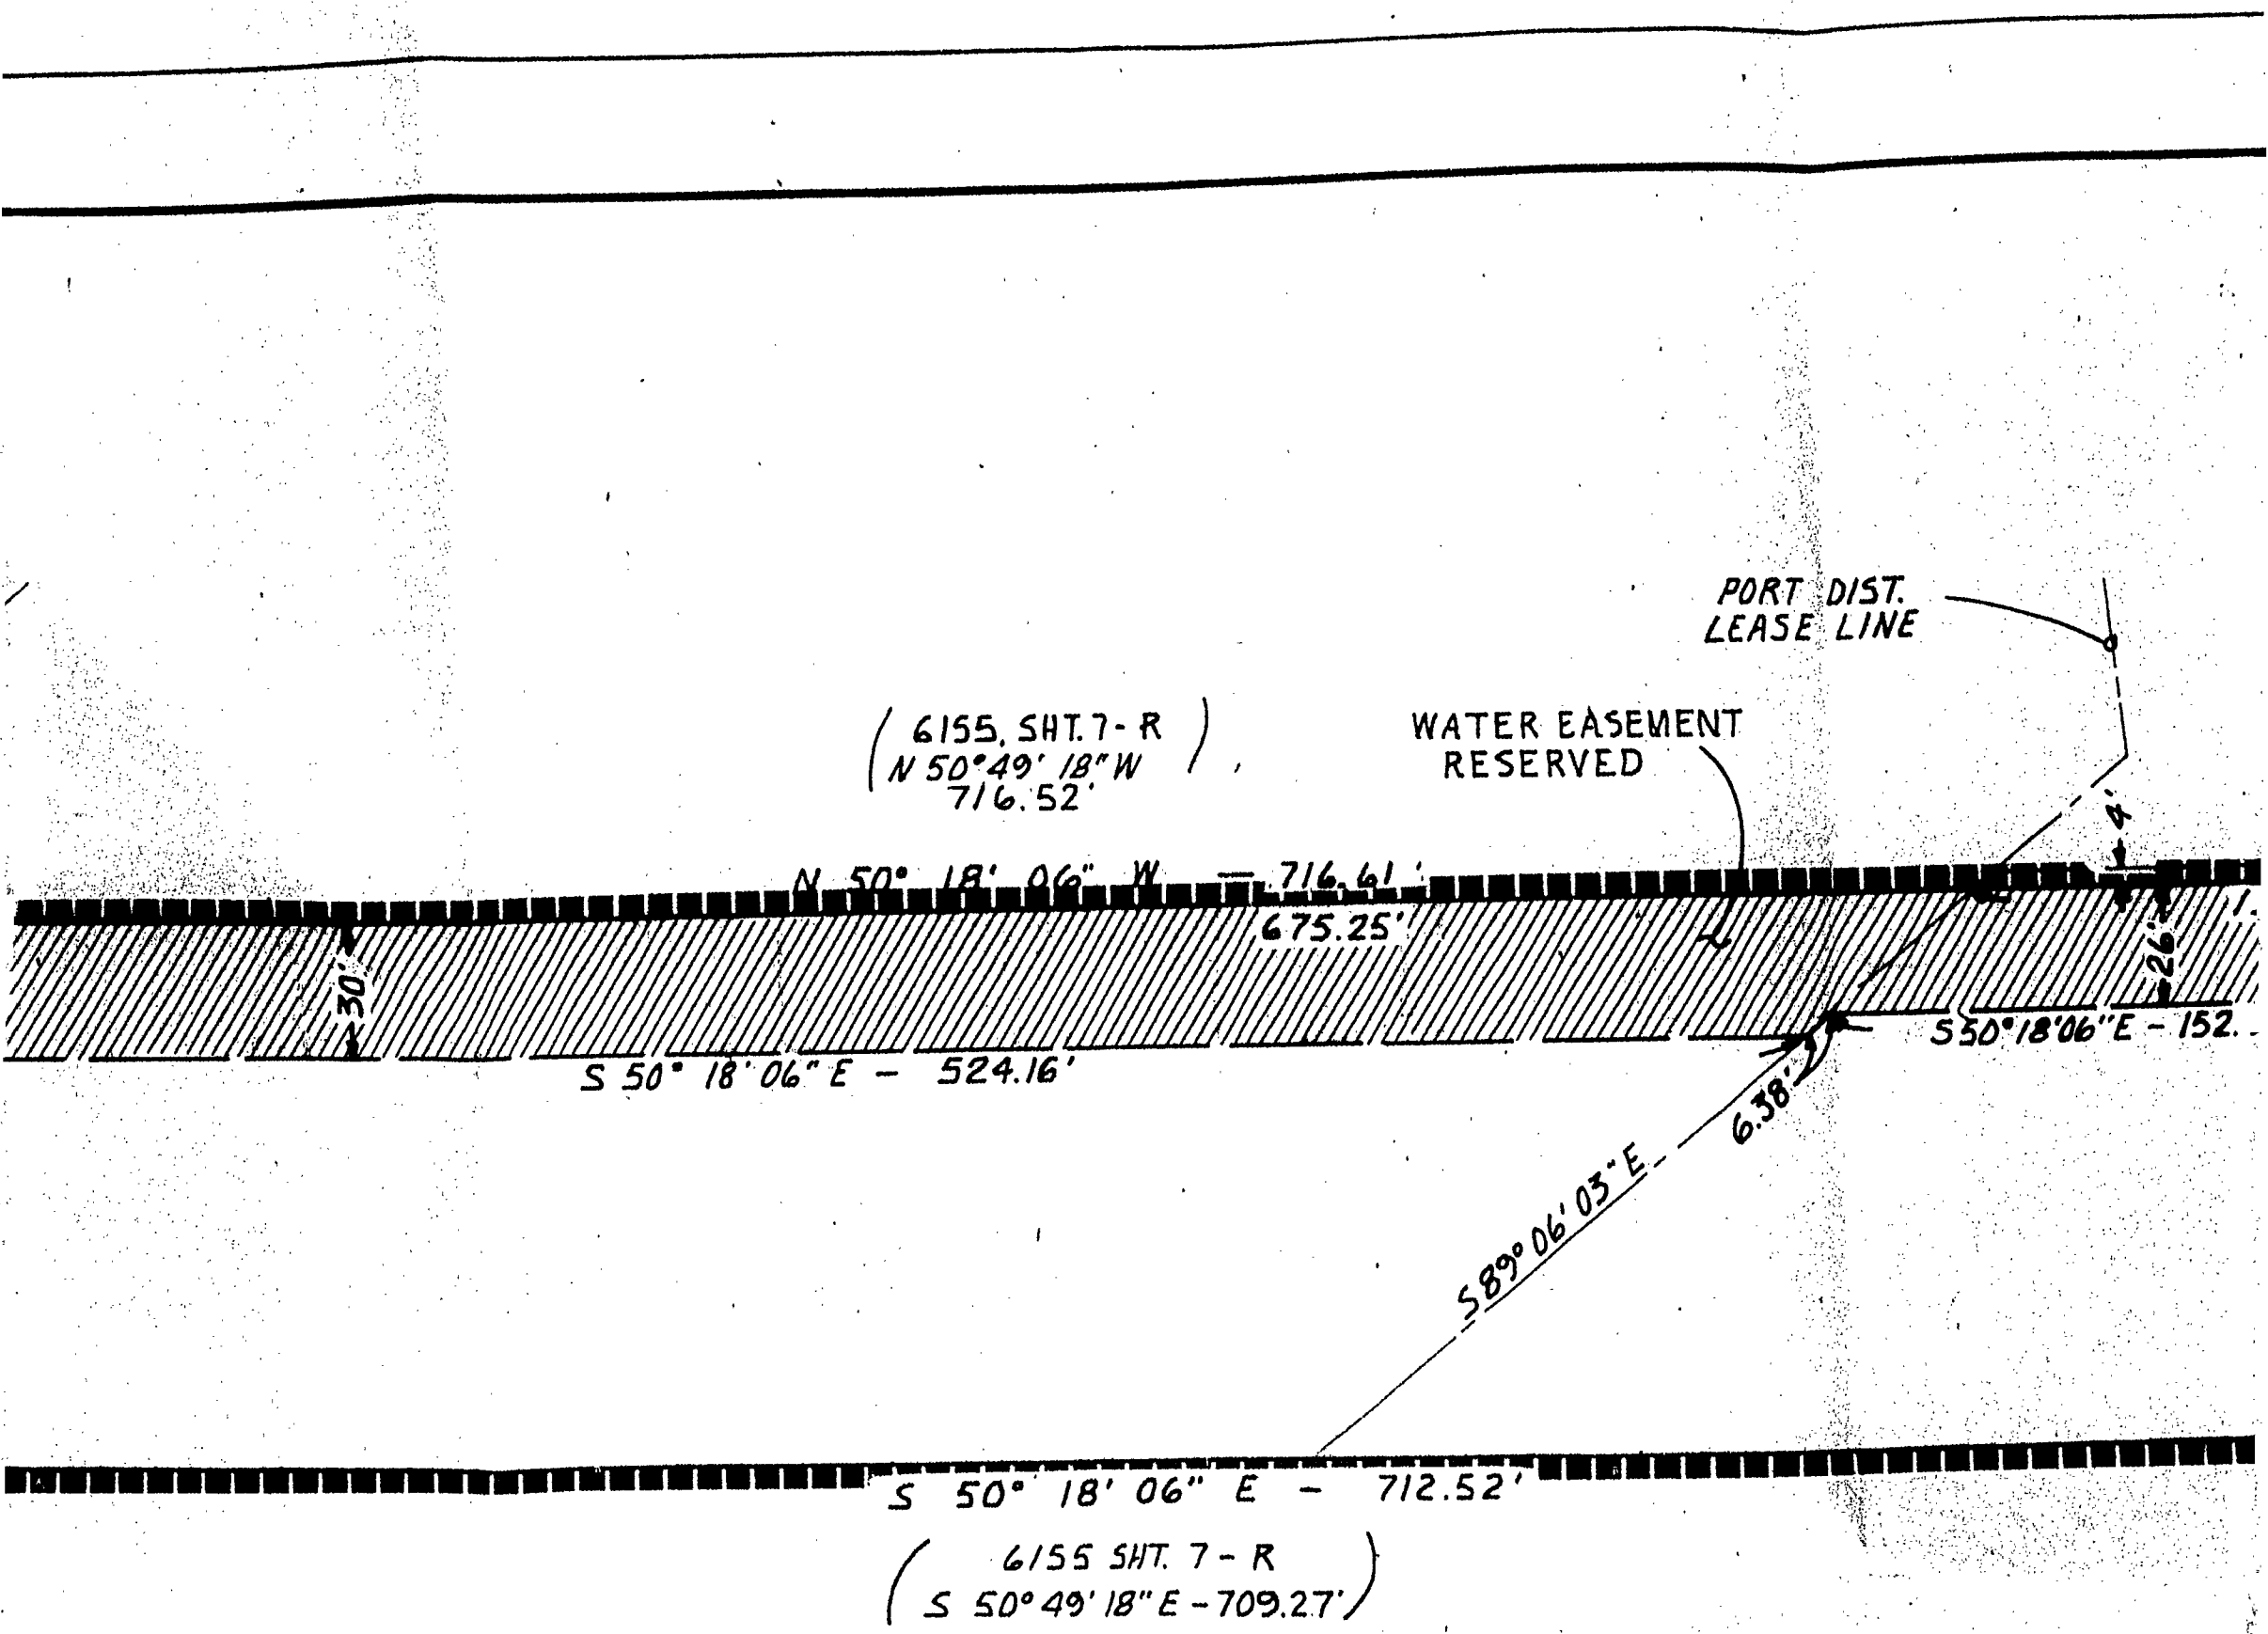 PORT DIST.
LEASE LINE
(6155, SHT. 7-R
N 50° 49' 18" W
716.52')
WATER EASEMENT
RESERVED
4'
N 50° 18' 06" W — 716.61'
675.25'
30'
26'
S 50° 18' 06" E - 152.
S 50° 18' 06" E - 524.16'
6.38'
S 89° 06' 03" E
S 50° 18' 06" E - 712.52'
(6155 SHT. 7-R
S 50° 49' 18" E - 709.27')